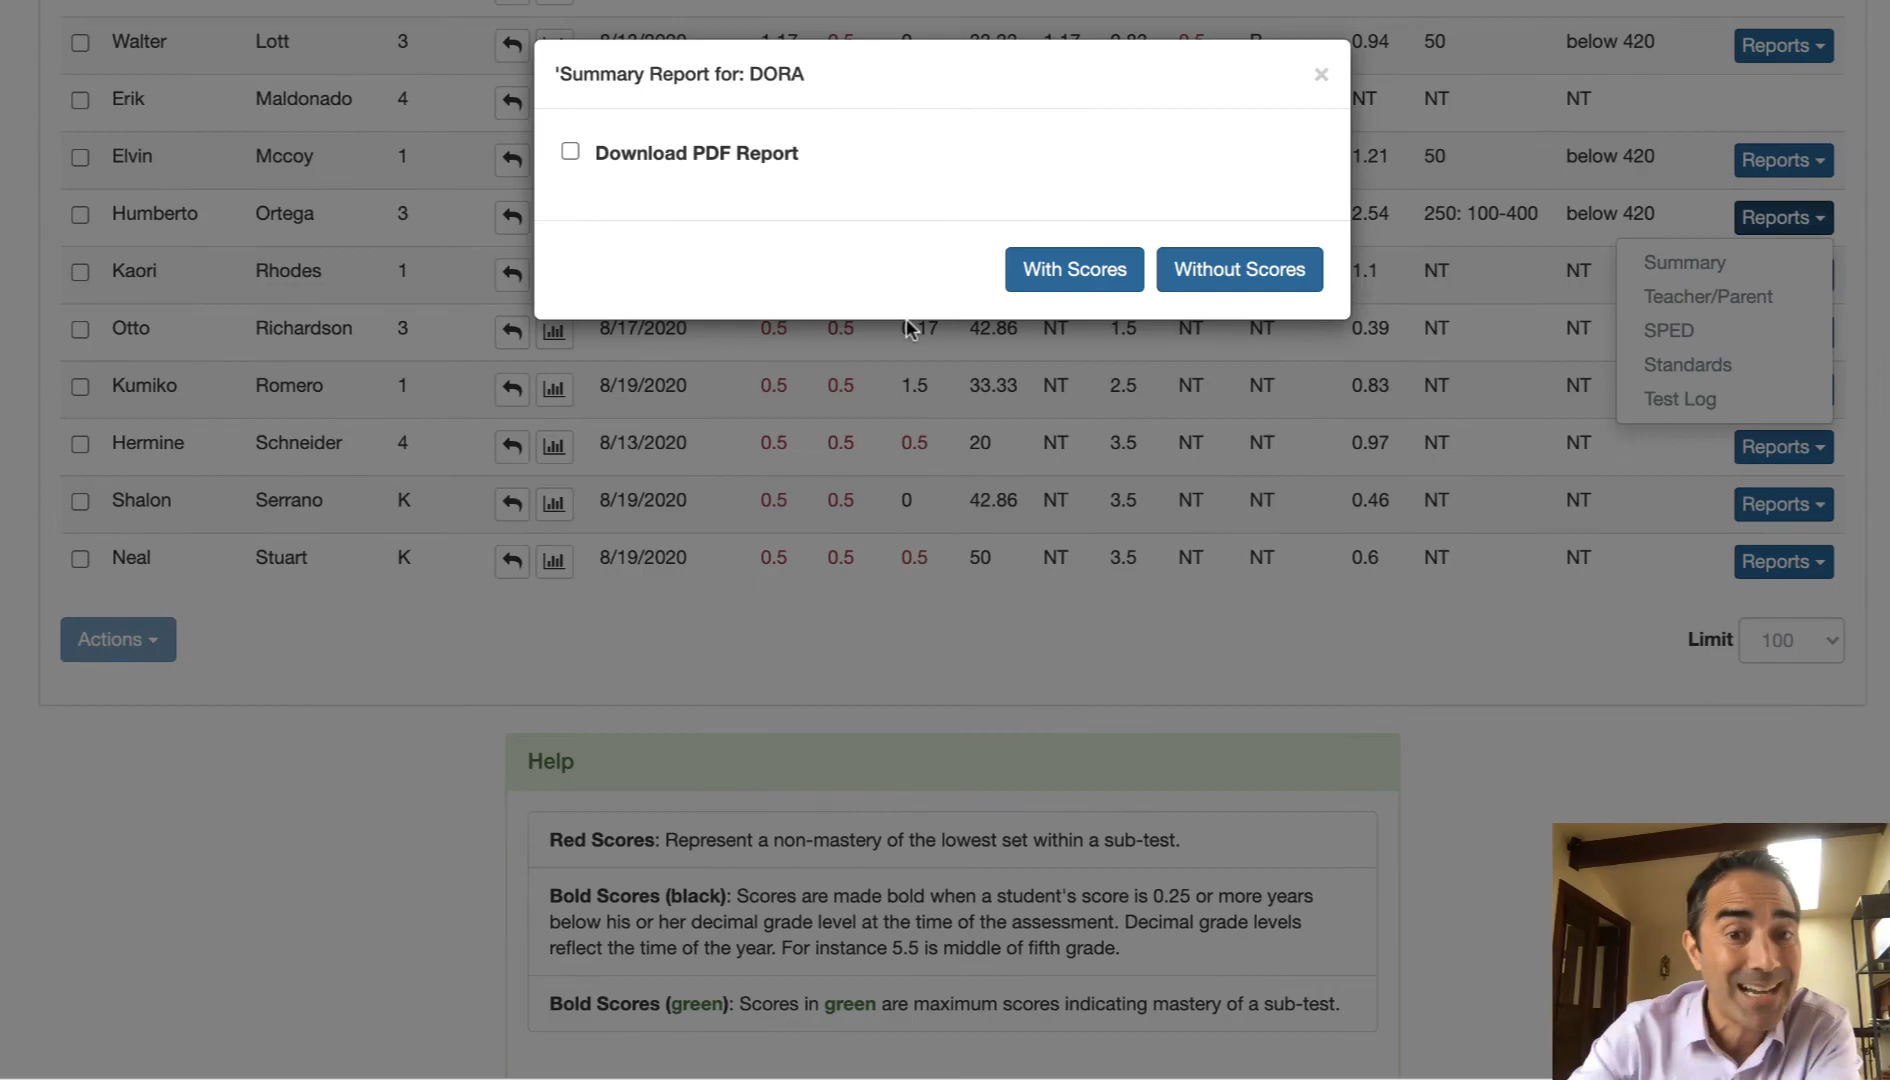 Walter Lott 3 0.94 50 below 420 Reports
'Summary Report for: DORA ×
Erik Maldonado 4 NT NT NT
Download PDF Report
Elvin Mccoy 1 1.21 50 below 420 Reports
Humberto Ortega 3 2.54 250: 100-400 below 420 Reports
With Scores Without Scores
Kaori Rhodes 1 1.1 NT NT
Summary
Teacher/Parent
SPED
Standards
Test Log
Otto Richardson 3 8/17/2020 0.5 0.5 42.86 NT 1.5 NT NT 0.39 NT NT
Kumiko Romero 1 8/19/2020 0.5 0.5 1.5 33.33 NT 2.5 NT NT 0.83 NT NT
Hermine Schneider 4 8/13/2020 0.5 0.5 0.5 20 NT 3.5 NT NT 0.97 NT NT Reports
Shalon Serrano K 8/19/2020 0.5 0.5 0 42.86 NT 3.5 NT NT 0.46 NT NT Reports
Neal Stuart K 8/19/2020 0.5 0.5 0.5 50 NT 3.5 NT NT 0.6 NT NT Reports
Actions Limit 100
Help
Red Scores: Represent a non-mastery of the lowest set within a sub-test.
Bold Scores (black): Scores are made bold when a student's score is 0.25 or more years
below his or her decimal grade level at the time of the assessment. Decimal grade levels
reflect the time of the year. For instance 5.5 is middle of fifth grade.
Bold Scores (green): Scores in green are maximum scores indicating mastery of a sub-test.